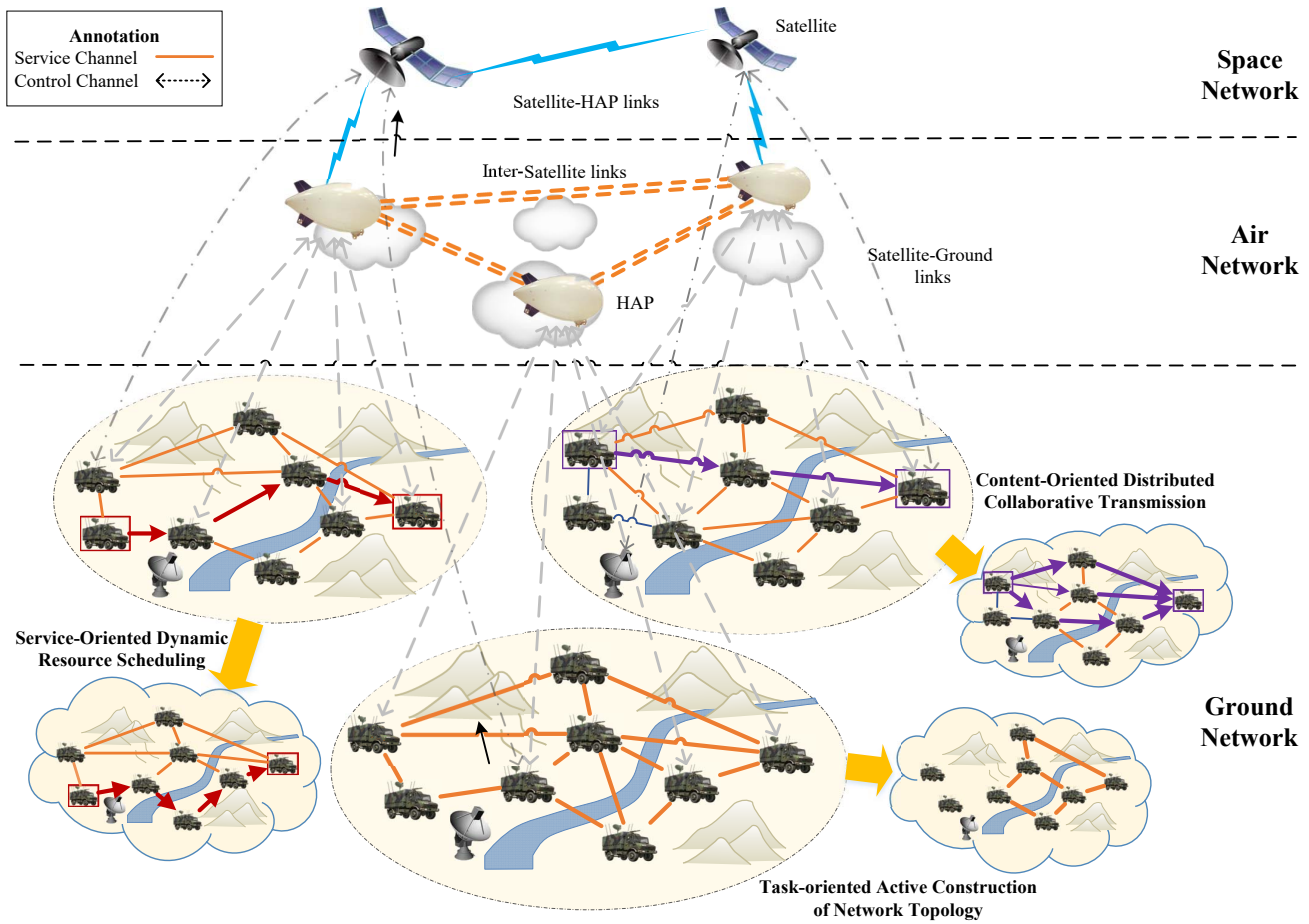 Annotation
Service Channel
Control Channel
Satellite
Space
Network
Satellite-HAP links
Inter-Satellite links
Air
Network
Satellite-Ground
links
HAP
Content-Oriented Distributed
Collaborative Transmission
Service-Oriented Dynamic
Resource Scheduling
Ground
Network
Task-oriented Active Construction
of Network Topology